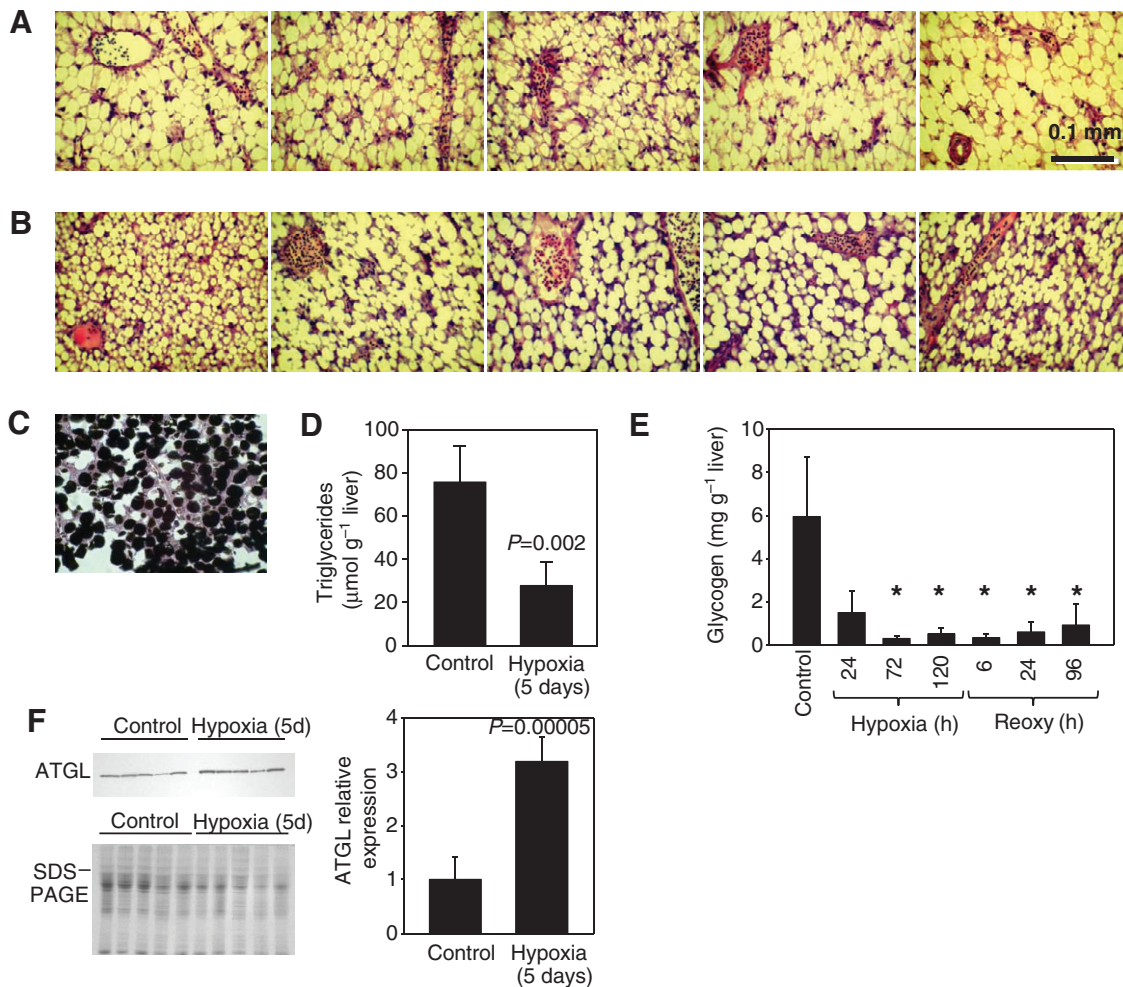 A
0.1 mm
B
C
D
100
80
60
40
20
0
Triglycerides
(μmol g⁻¹ liver)
P=0.002
Control
Hypoxia
(5 days)
E
10
8
6
4
2
0
Glycogen (mg g⁻¹ liver)
* * * * *
Control
24
72
120
6
24
96
Hypoxia (h)
Reoxy (h)
F
Control Hypoxia (5d)
ATGL
Control Hypoxia (5d)
SDS–
PAGE
4
3
2
1
0
ATGL relative
expression
P=0.00005
Control
Hypoxia
(5 days)